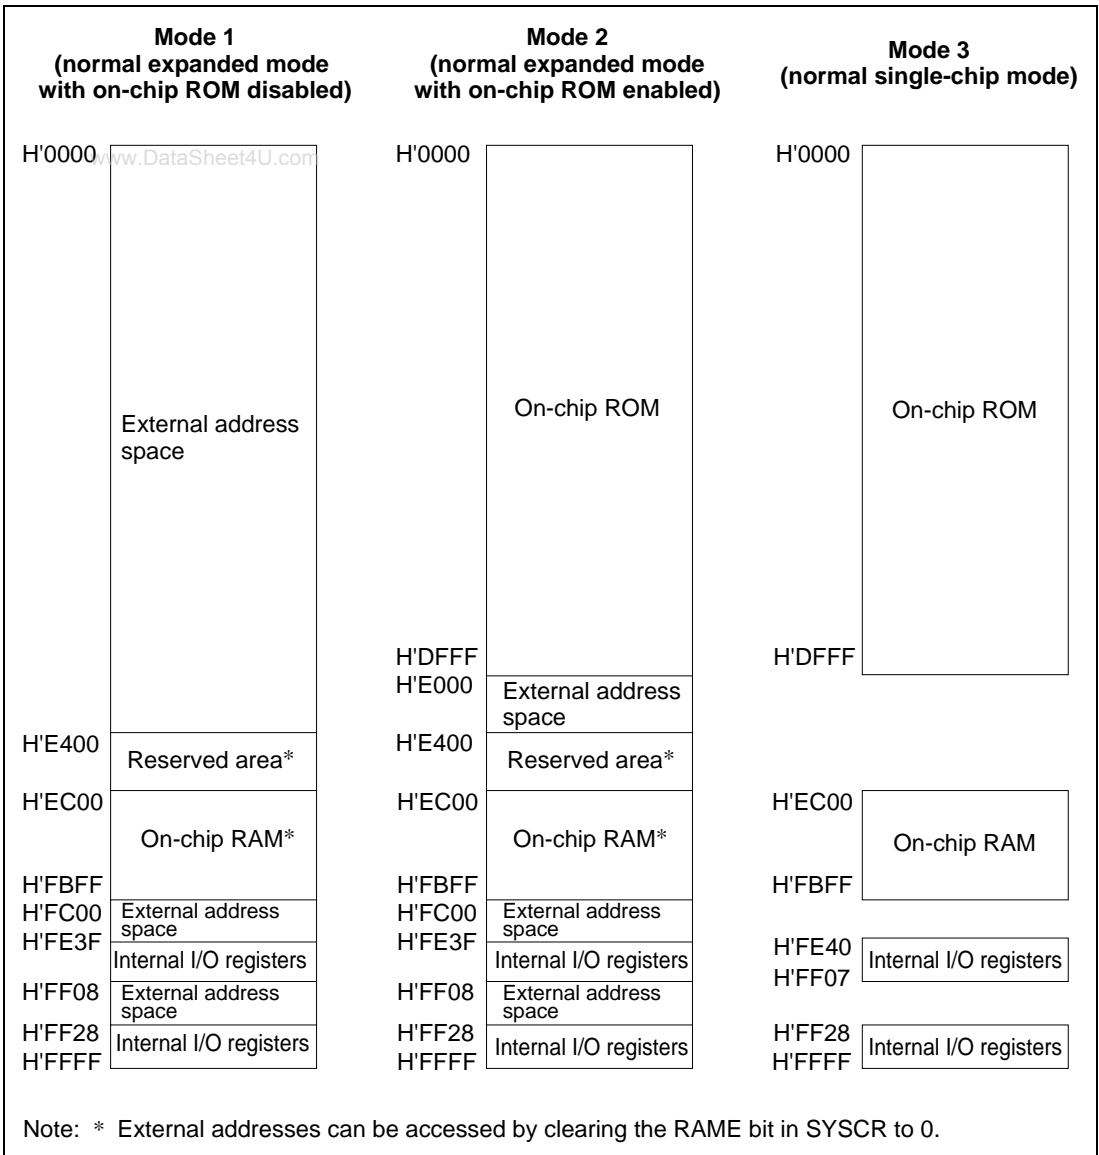 Mode 1
(normal expanded mode
with on-chip ROM disabled)
H'0000
www.DataSheet4U.com
External address
space
H'E400
Reserved area*
H'EC00
On-chip RAM*
H'FBFF
H'FC00
External address
space
H'FE3F
Internal I/O registers
H'FF08
External address
space
H'FF28
Internal I/O registers
H'FFFF
Mode 2
(normal expanded mode
with on-chip ROM enabled)
H'0000
On-chip ROM
H'DFFF
H'E000
External address
space
H'E400
Reserved area*
H'EC00
On-chip RAM*
H'FBFF
H'FC00
External address
space
H'FE3F
Internal I/O registers
H'FF08
External address
space
H'FF28
Internal I/O registers
H'FFFF
Mode 3
(normal single-chip mode)
H'0000
On-chip ROM
H'DFFF
H'EC00
On-chip RAM
H'FBFF
H'FE40
Internal I/O registers
H'FF07
H'FF28
Internal I/O registers
H'FFFF
Note: * External addresses can be accessed by clearing the RAME bit in SYSCR to 0.